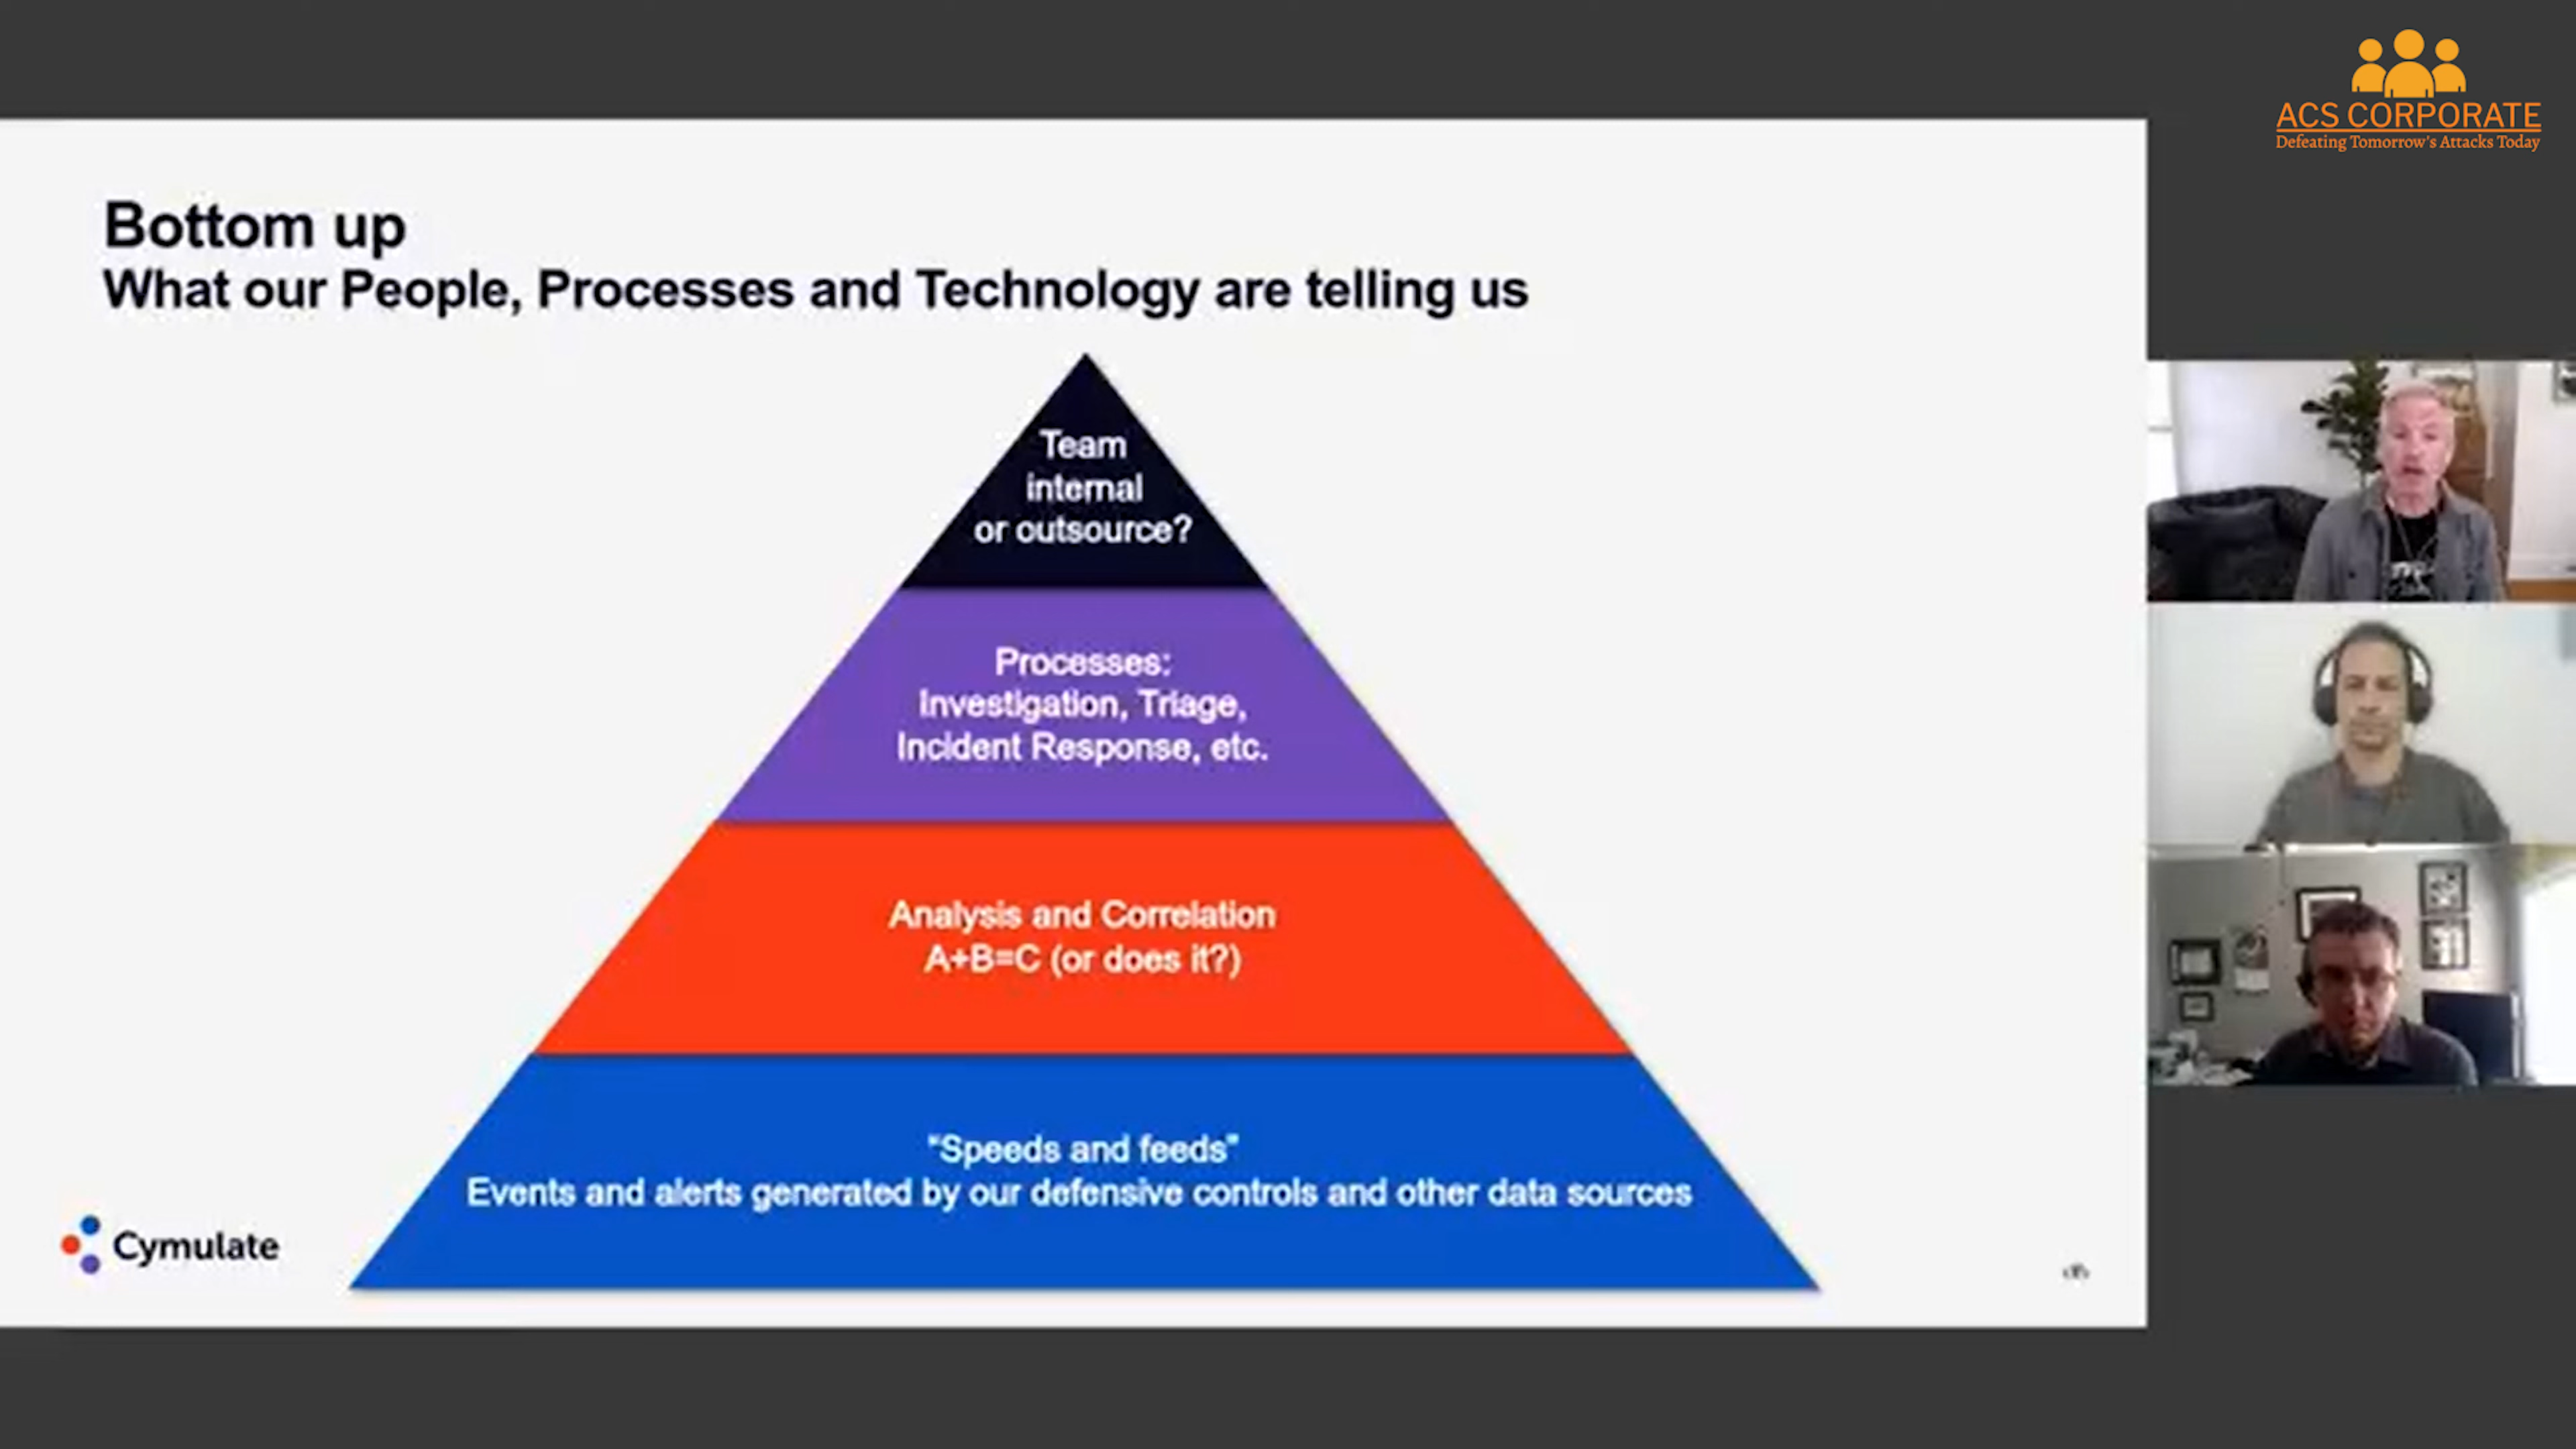 ACS CORPORATE
Defeating Tomorrow's Attacks Today
Bottom up
What our People, Processes and Technology are telling us
Team
internal
or outsource?
Processes:
Investigation, Triage,
Incident Response, etc.
Analysis and Correlation
A+B=C (or does it?)
"Speeds and feeds"
Events and alerts generated by our defensive controls and other data sources
Cymulate